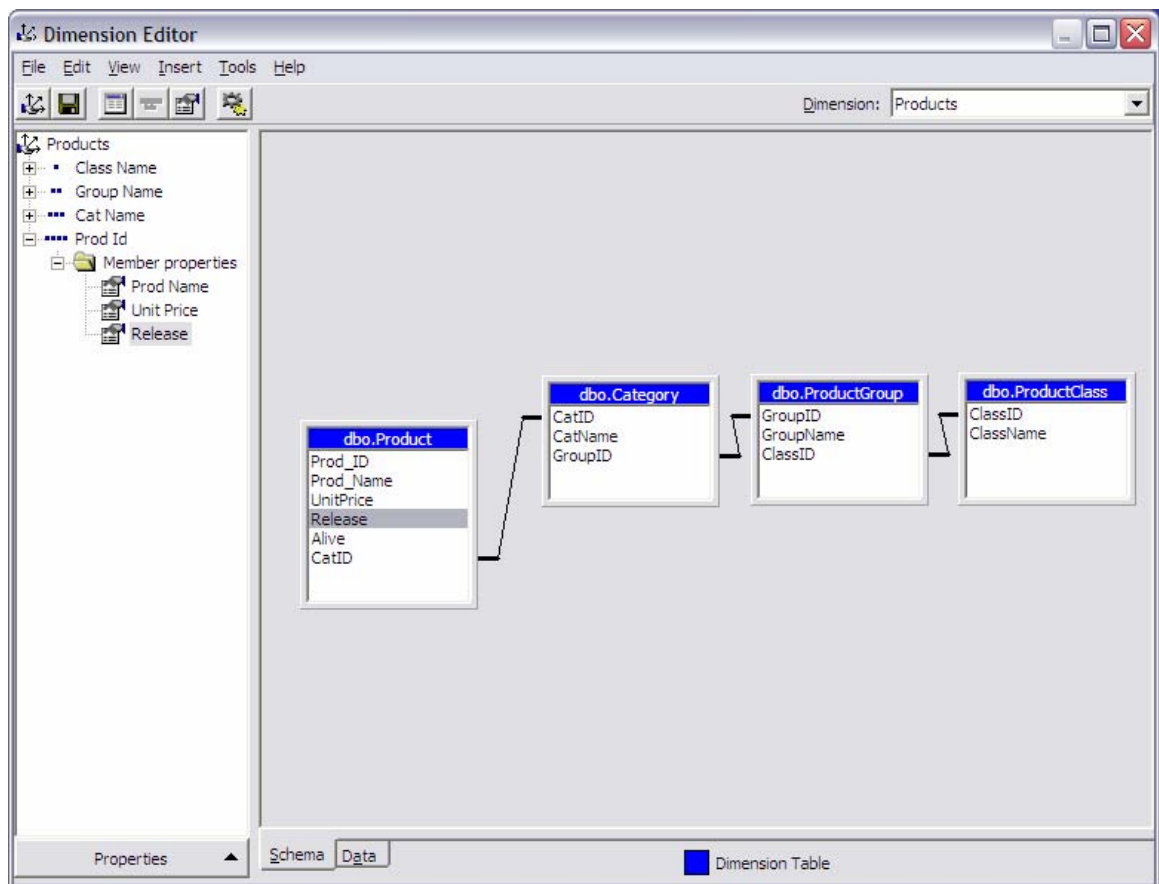 Dimension Editor
File Edit View Insert Tools Help
Dimension: Products
Products
Class Name
Group Name
Cat Name
Prod Id
Member properties
Prod Name
Unit Price
Release
dbo.Product
Prod_ID
Prod_Name
UnitPrice
Release
Alive
CatID
dbo.Category
CatID
CatName
GroupID
dbo.ProductGroup
GroupID
GroupName
ClassID
dbo.ProductClass
ClassID
ClassName
Properties
Schema Data
Dimension Table